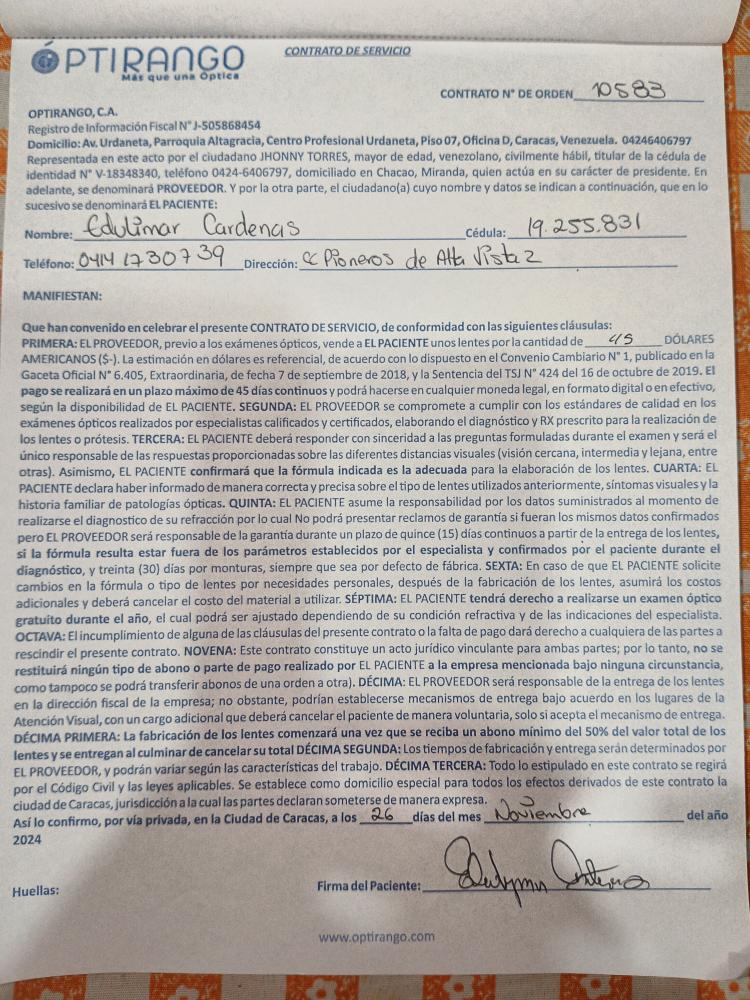 ÓPTIRANGO
Más que una Óptica
CONTRATO DE SERVICIO
CONTRATO N° DE ORDEN 10583
OPTIRANGO, C.A.
Registro de Información Fiscal N° J-505868454
Domicilio: Av. Urdaneta, Parroquia Altagracia, Centro Profesional Urdaneta, Piso 07, Oficina D, Caracas, Venezuela. 04246406797
Representada en este acto por el ciudadano JHONNY TORRES, mayor de edad, venezolano, civilmente hábil, titular de la cédula de
identidad N° V-18348340, teléfono 0424-6406797, domiciliado en Chacao, Miranda, quien actúa en su carácter de presidente. En
adelante, se denominará PROVEEDOR. Y por la otra parte, el ciudadano(a) cuyo nombre y datos se indican a continuación, que en lo
sucesivo se denominará EL PACIENTE:
Nombre: Edulimar Cardenas Cédula: 19.255.831
Teléfono: 0414 1730739 Dirección: CC Pioneros de Alta Vista 2
MANIFIESTAN:
Que han convenido en celebrar el presente CONTRATO DE SERVICIO, de conformidad con las siguientes cláusulas:
PRIMERA: EL PROVEEDOR, previo a los exámenes ópticos, vende a EL PACIENTE unos lentes por la cantidad de 45 DÓLARES
AMERICANOS ($-). La estimación en dólares es referencial, de acuerdo con lo dispuesto en el Convenio Cambiario N° 1, publicado en la
Gaceta Oficial N° 6.405, Extraordinaria, de fecha 7 de septiembre de 2018, y la Sentencia del TSJ N° 424 del 16 de octubre de 2019. El
pago se realizará en un plazo máximo de 45 días continuos y podrá hacerse en cualquier moneda legal, en formato digital o en efectivo,
según la disponibilidad de EL PACIENTE. SEGUNDA: EL PROVEEDOR se compromete a cumplir con los estándares de calidad en los
exámenes ópticos realizados por especialistas calificados y certificados, elaborando el diagnóstico y RX prescrito para la realización de
los lentes o prótesis. TERCERA: EL PACIENTE deberá responder con sinceridad a las preguntas formuladas durante el examen y será el
único responsable de las respuestas proporcionadas sobre las diferentes distancias visuales (visión cercana, intermedia y lejana, entre
otras). Asimismo, EL PACIENTE confirmará que la fórmula indicada es la adecuada para la elaboración de los lentes. CUARTA: EL
PACIENTE declara haber informado de manera correcta y precisa sobre el tipo de lentes utilizados anteriormente, síntomas visuales y la
historia familiar de patologías ópticas. QUINTA: EL PACIENTE asume la responsabilidad por los datos suministrados al momento de
realizarse el diagnostico de su refracción por lo cual No podrá presentar reclamos de garantía si fueran los mismos datos confirmados
pero EL PROVEEDOR será responsable de la garantía durante un plazo de quince (15) días continuos a partir de la entrega de los lentes,
si la fórmula resulta estar fuera de los parámetros establecidos por el especialista y confirmados por el paciente durante el
diagnóstico, y treinta (30) días por monturas, siempre que sea por defecto de fábrica. SEXTA: En caso de que EL PACIENTE solicite
cambios en la fórmula o tipo de lentes por necesidades personales, después de la fabricación de los lentes, asumirá los costos
adicionales y deberá cancelar el costo del material a utilizar. SÉPTIMA: EL PACIENTE tendrá derecho a realizarse un examen óptico
gratuito durante el año, el cual podrá ser ajustado dependiendo de su condición refractiva y de las indicaciones del especialista.
OCTAVA: El incumplimiento de alguna de las cláusulas del presente contrato o la falta de pago dará derecho a cualquiera de las partes a
rescindir el presente contrato. NOVENA: Este contrato constituye un acto jurídico vinculante para ambas partes; por lo tanto, no se
restituirá ningún tipo de abono o parte de pago realizado por EL PACIENTE a la empresa mencionada bajo ninguna circunstancia,
como tampoco se podrá transferir abonos de una orden a otra). DÉCIMA: EL PROVEEDOR será responsable de la entrega de los lentes
en la dirección fiscal de la empresa; no obstante, podrían establecerse mecanismos de entrega bajo acuerdo en los lugares de la
Atención Visual, con un cargo adicional que deberá cancelar el paciente de manera voluntaria, solo si acepta el mecanismo de entrega.
DÉCIMA PRIMERA: La fabricación de los lentes comenzará una vez que se reciba un abono mínimo del 50% del valor total de los
lentes y se entregan al culminar de cancelar su total DÉCIMA SEGUNDA: Los tiempos de fabricación y entrega serán determinados por
EL PROVEEDOR, y podrán variar según las características del trabajo. DÉCIMA TERCERA: Todo lo estipulado en este contrato se regirá
por el Código Civil y las leyes aplicables. Se establece como domicilio especial para todos los efectos derivados de este contrato la
ciudad de Caracas, jurisdicción a la cual las partes declaran someterse de manera expresa.
Así lo confirmo, por vía privada, en la Ciudad de Caracas, a los 26 días del mes Noviembre del año
2024
Huellas:
Firma del Paciente:
www.optirango.com